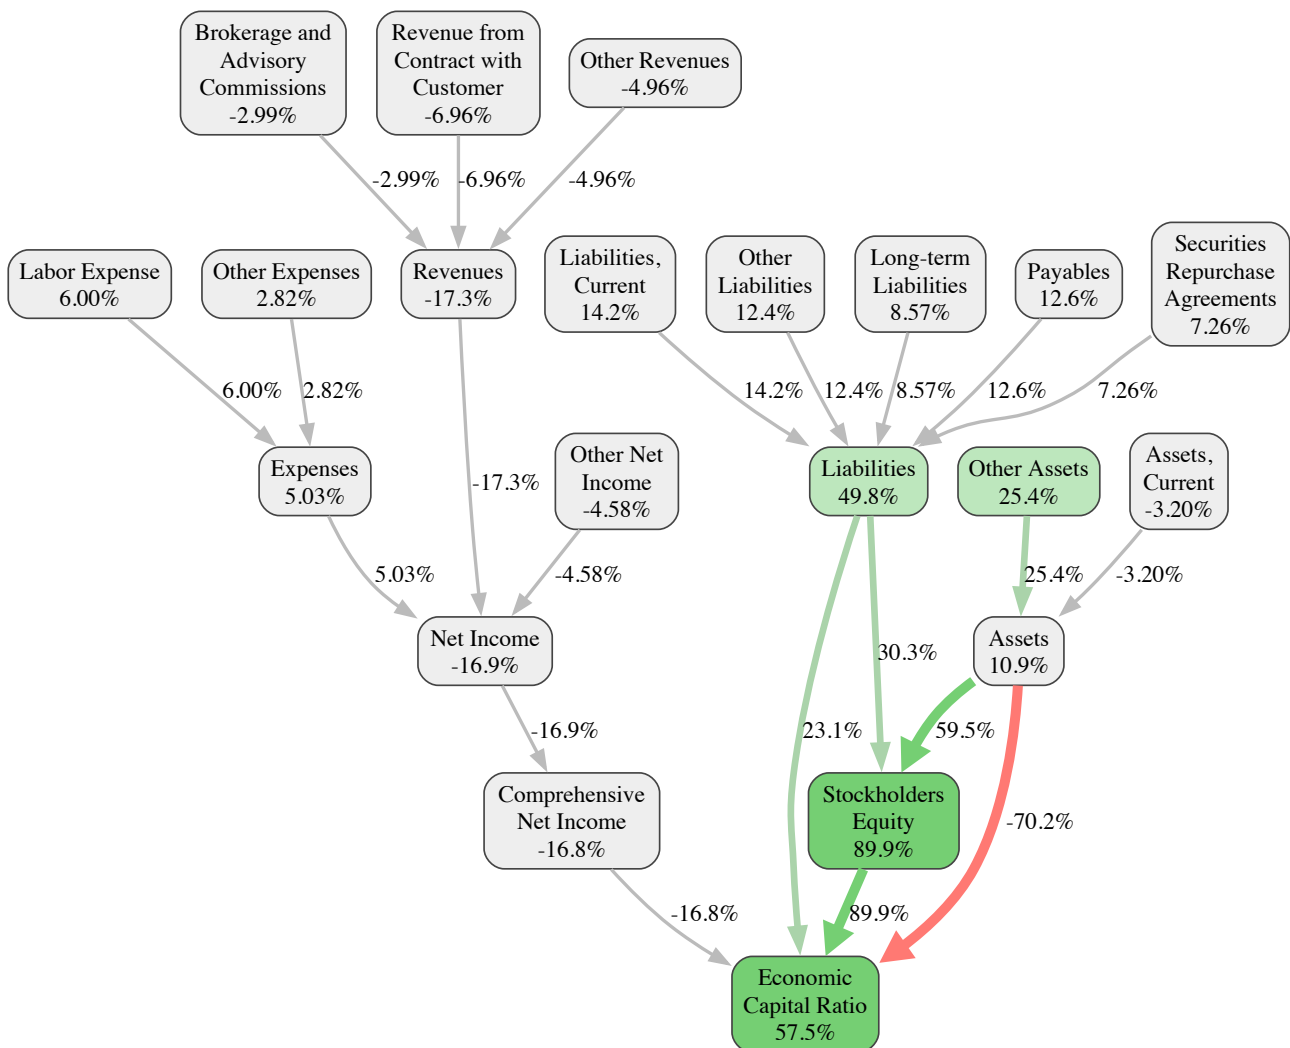 Brokerage and
Advisory
Commissions
-2.99%
Revenue from
Contract with
Customer
-6.96%
Other Revenues
-4.96%
-2.99%
-6.96%
-4.96%
Labor Expense
6.00%
Other Expenses
2.82%
Revenues
-17.3%
Liabilities,
Current
14.2%
Other
Liabilities
12.4%
Long-term
Liabilities
8.57%
Payables
12.6%
Securities
Repurchase
Agreements
7.26%
6.00%
2.82%
14.2%
12.4%
8.57%
12.6%
7.26%
Expenses
5.03%
-17.3%
Other Net
Income
-4.58%
Liabilities
49.8%
Other Assets
25.4%
Assets,
Current
-3.20%
5.03%
-4.58%
25.4%
-3.20%
Net Income
-16.9%
30.3%
Assets
10.9%
-16.9%
23.1%
59.5%
Comprehensive
Net Income
-16.8%
Stockholders
Equity
89.9%
-70.2%
-16.8%
89.9%
Economic
Capital Ratio
57.5%